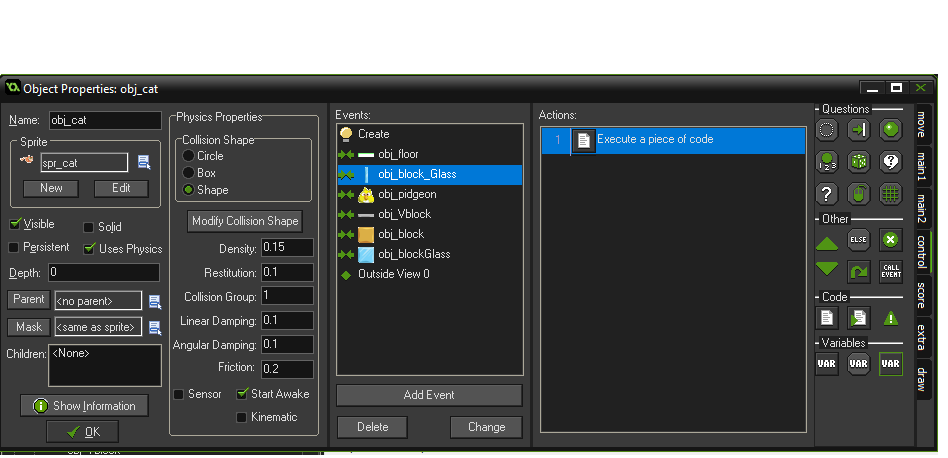 Object Properties: obj_cat
Name: obj_cat
Sprite
spr_cat
New Edit
Visible Solid
Persistent Uses Physics
Depth: 0
Parent <no parent>
Mask <same as sprite>
Children: <None>
Show Information
OK
Physics Properties
Collision Shape
Circle
Box
Shape
Modify Collision Shape
Density: 0.15
Restitution: 0.1
Collision Group: 1
Linear Damping: 0.1
Angular Damping: 0.1
Friction: 0.2
Sensor Start Awake
Kinematic
Events:
Create
obj_floor
obj_block_Glass
obj_pidgeon
obj_Vblock
obj_block
obj_blockGlass
Outside View 0
Add Event
Delete Change
Actions:
1 Execute a piece of code
Questions
1 2 3
?
?
Other
ELSE
CALL
EVENT
Code
Variables
VAR VAR VAR
move
main1
main2
control
score
extra
draw